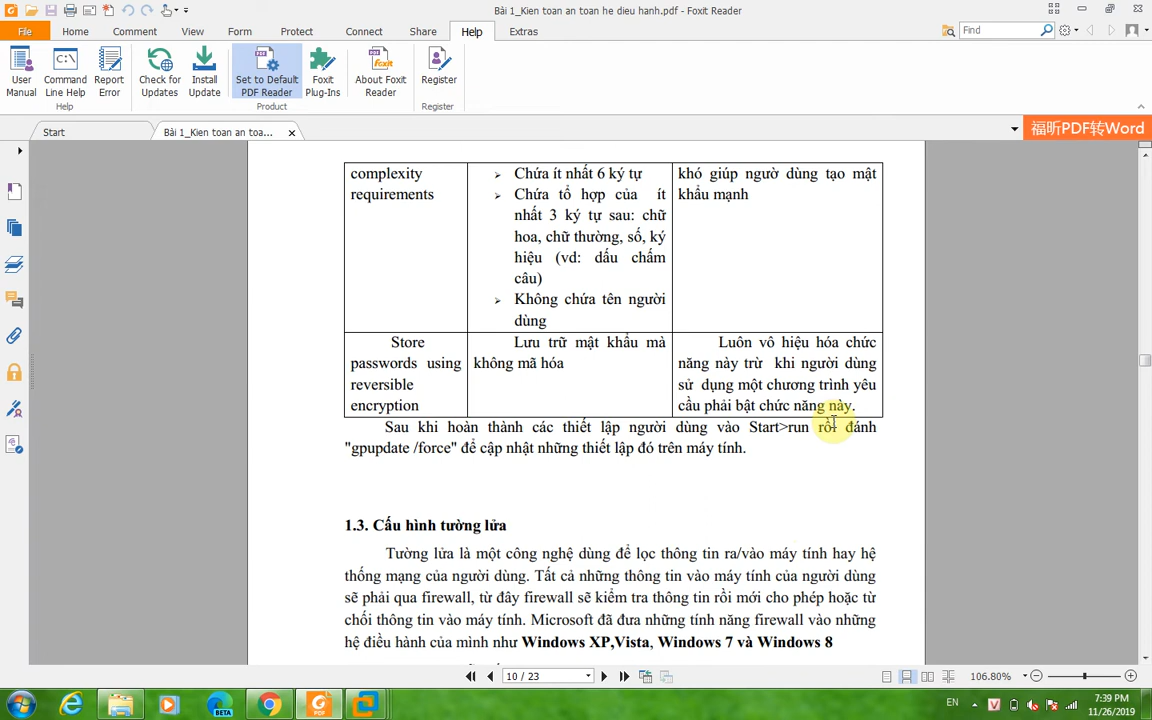 Bài 1_Kien toan an toan he dieu hanh.pdf - Foxit Reader
File Home Comment View Form Protect Connect Share Help Extras
Find
User Manual
Command Line Help
Report Error
Check for Updates
Install Update
Set to Default PDF Reader
Foxit Plug-Ins
About Foxit Reader
Register
Help Product Register
Start
Bài 1_Kien toan an toa...
福昕PDF转Word
complexity
requirements
➢ Chứa ít nhất 6 ký tự
➢ Chứa tổ hợp của ít
nhất 3 ký tự sau: chữ
hoa, chữ thường, số, ký
hiệu (vd: dấu chấm
câu)
➢ Không chứa tên người
dùng
khó giúp ngườ dùng tạo mật
khẩu mạnh
Store
passwords using
reversible
encryption
Lưu trữ mật khẩu mà
không mã hóa
Luôn vô hiệu hóa chức
năng này trừ khi người dùng
sử dụng một chương trình yêu
cầu phải bật chức năng này.
Sau khi hoàn thành các thiết lập người dùng vào Start>run rồi đánh
"gpupdate /force" để cập nhật những thiết lập đó trên máy tính.
1.3. Cấu hình tường lửa
Tường lửa là một công nghệ dùng để lọc thông tin ra/vào máy tính hay hệ
thống mạng của người dùng. Tất cả những thông tin vào máy tính của người dùng
sẽ phải qua firewall, từ đây firewall sẽ kiểm tra thông tin rồi mới cho phép hoặc từ
chối thông tin vào máy tính. Microsoft đã đưa những tính năng firewall vào những
hệ điều hành của mình như Windows XP,Vista, Windows 7 và Windows 8
10 / 23
106.80%
BETA
EN
7:39 PM
11/26/2019